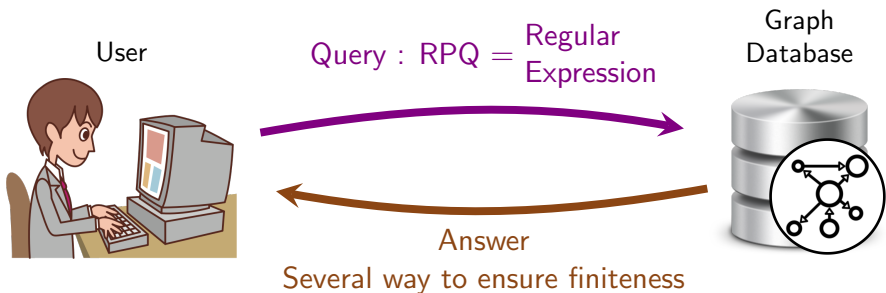 User
Query : RPQ = Regular
Expression
Graph
Database
Answer
Several way to ensure finiteness